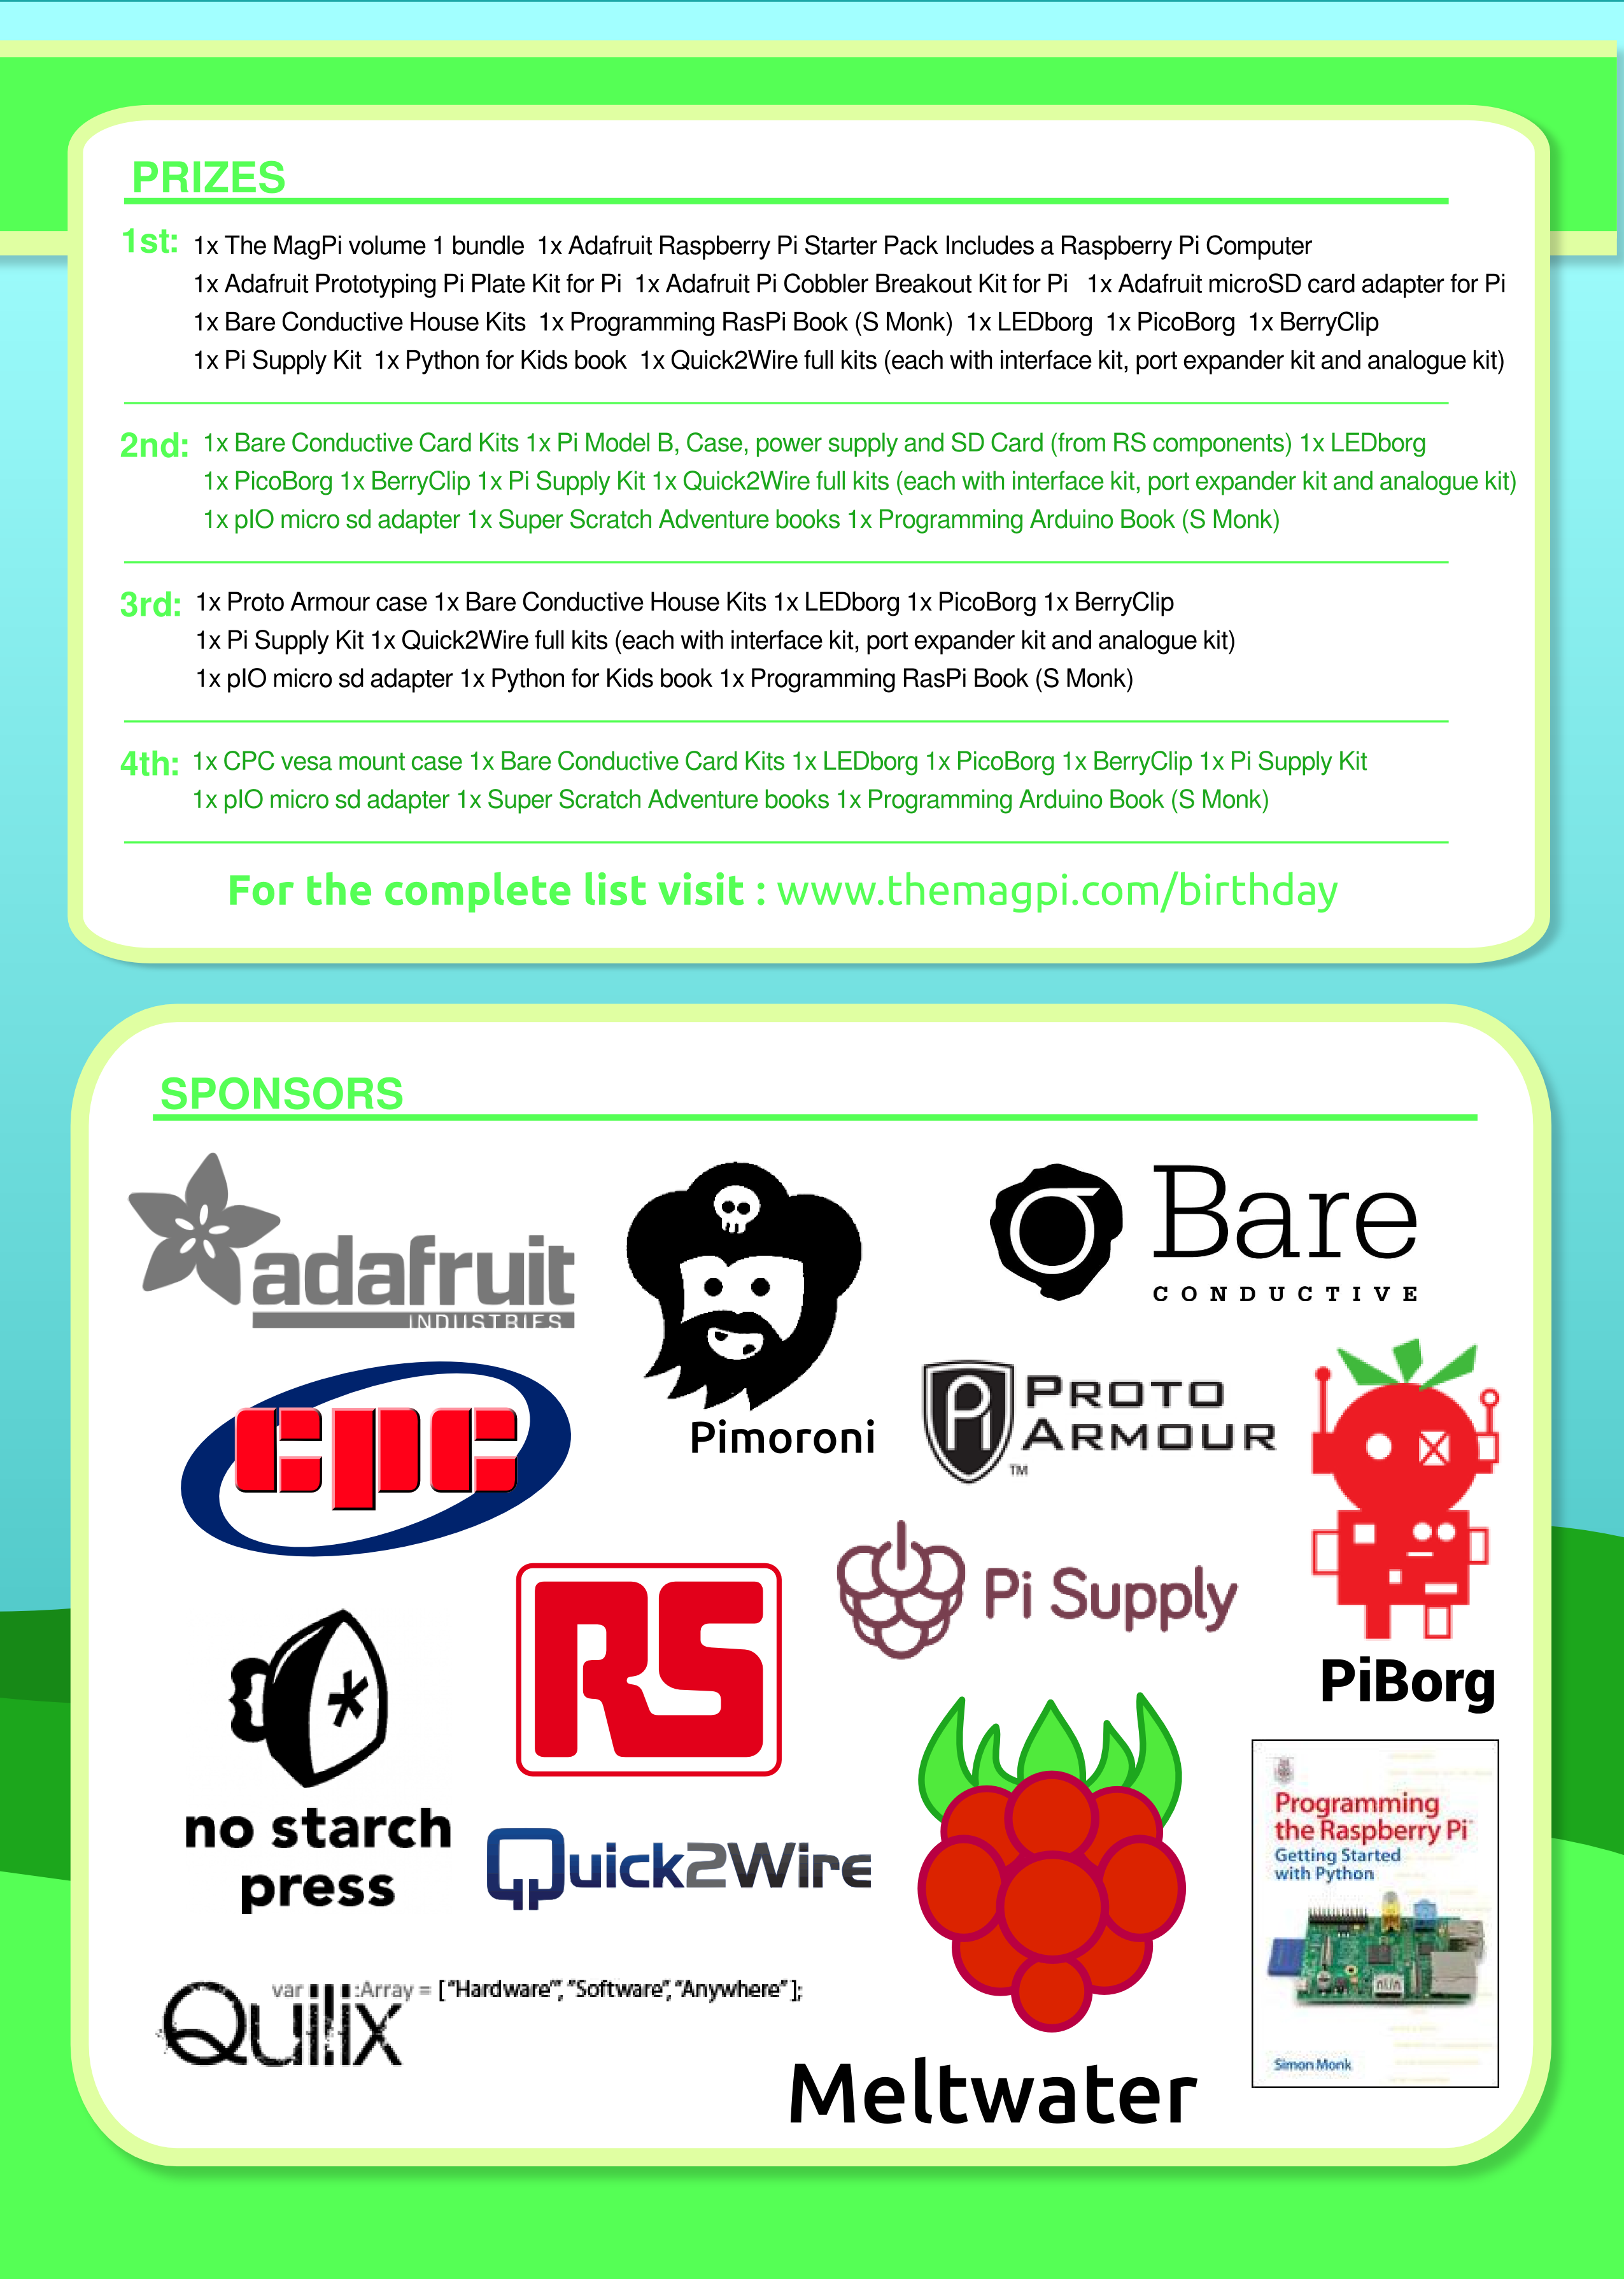 PRIZES
1st: 1x The MagPi volume 1 bundle 1x Adafruit Raspberry Pi Starter Pack Includes a Raspberry Pi Computer
1x Adafruit Prototyping Pi Plate Kit for Pi 1x Adafruit Pi Cobbler Breakout Kit for Pi 1x Adafruit microSD card adapter for Pi
1x Bare Conductive House Kits 1x Programming RasPi Book (S Monk) 1x LEDborg 1x PicoBorg 1x BerryClip
1x Pi Supply Kit 1x Python for Kids book 1x Quick2Wire full kits (each with interface kit, port expander kit and analogue kit)
2nd: 1x Bare Conductive Card Kits 1x Pi Model B, Case, power supply and SD Card (from RS components) 1x LEDborg
1x PicoBorg 1x BerryClip 1x Pi Supply Kit 1x Quick2Wire full kits (each with interface kit, port expander kit and analogue kit)
1x pIO micro sd adapter 1x Super Scratch Adventure books 1x Programming Arduino Book (S Monk)
3rd: 1x Proto Armour case 1x Bare Conductive House Kits 1x LEDborg 1x PicoBorg 1x BerryClip
1x Pi Supply Kit 1x Quick2Wire full kits (each with interface kit, port expander kit and analogue kit)
1x pIO micro sd adapter 1x Python for Kids book 1x Programming RasPi Book (S Monk)
4th: 1x CPC vesa mount case 1x Bare Conductive Card Kits 1x LEDborg 1x PicoBorg 1x BerryClip 1x Pi Supply Kit
1x pIO micro sd adapter 1x Super Scratch Adventure books 1x Programming Arduino Book (S Monk)
For the complete list visit : www.themagpi.com/birthday
SPONSORS
adafruit
INDUSTRIES
Pimoroni
Bare
CONDUCTIVE
cpc
PROTO
ARMOUR
TM
PiBorg
RS
Pi Supply
no starch
press
Quick2Wire
Programming
the Raspberry Pi
Getting Started
with Python
Simon Monk
var :Array = ["Hardware", "Software", "Anywhere"];
Quilix
Meltwater